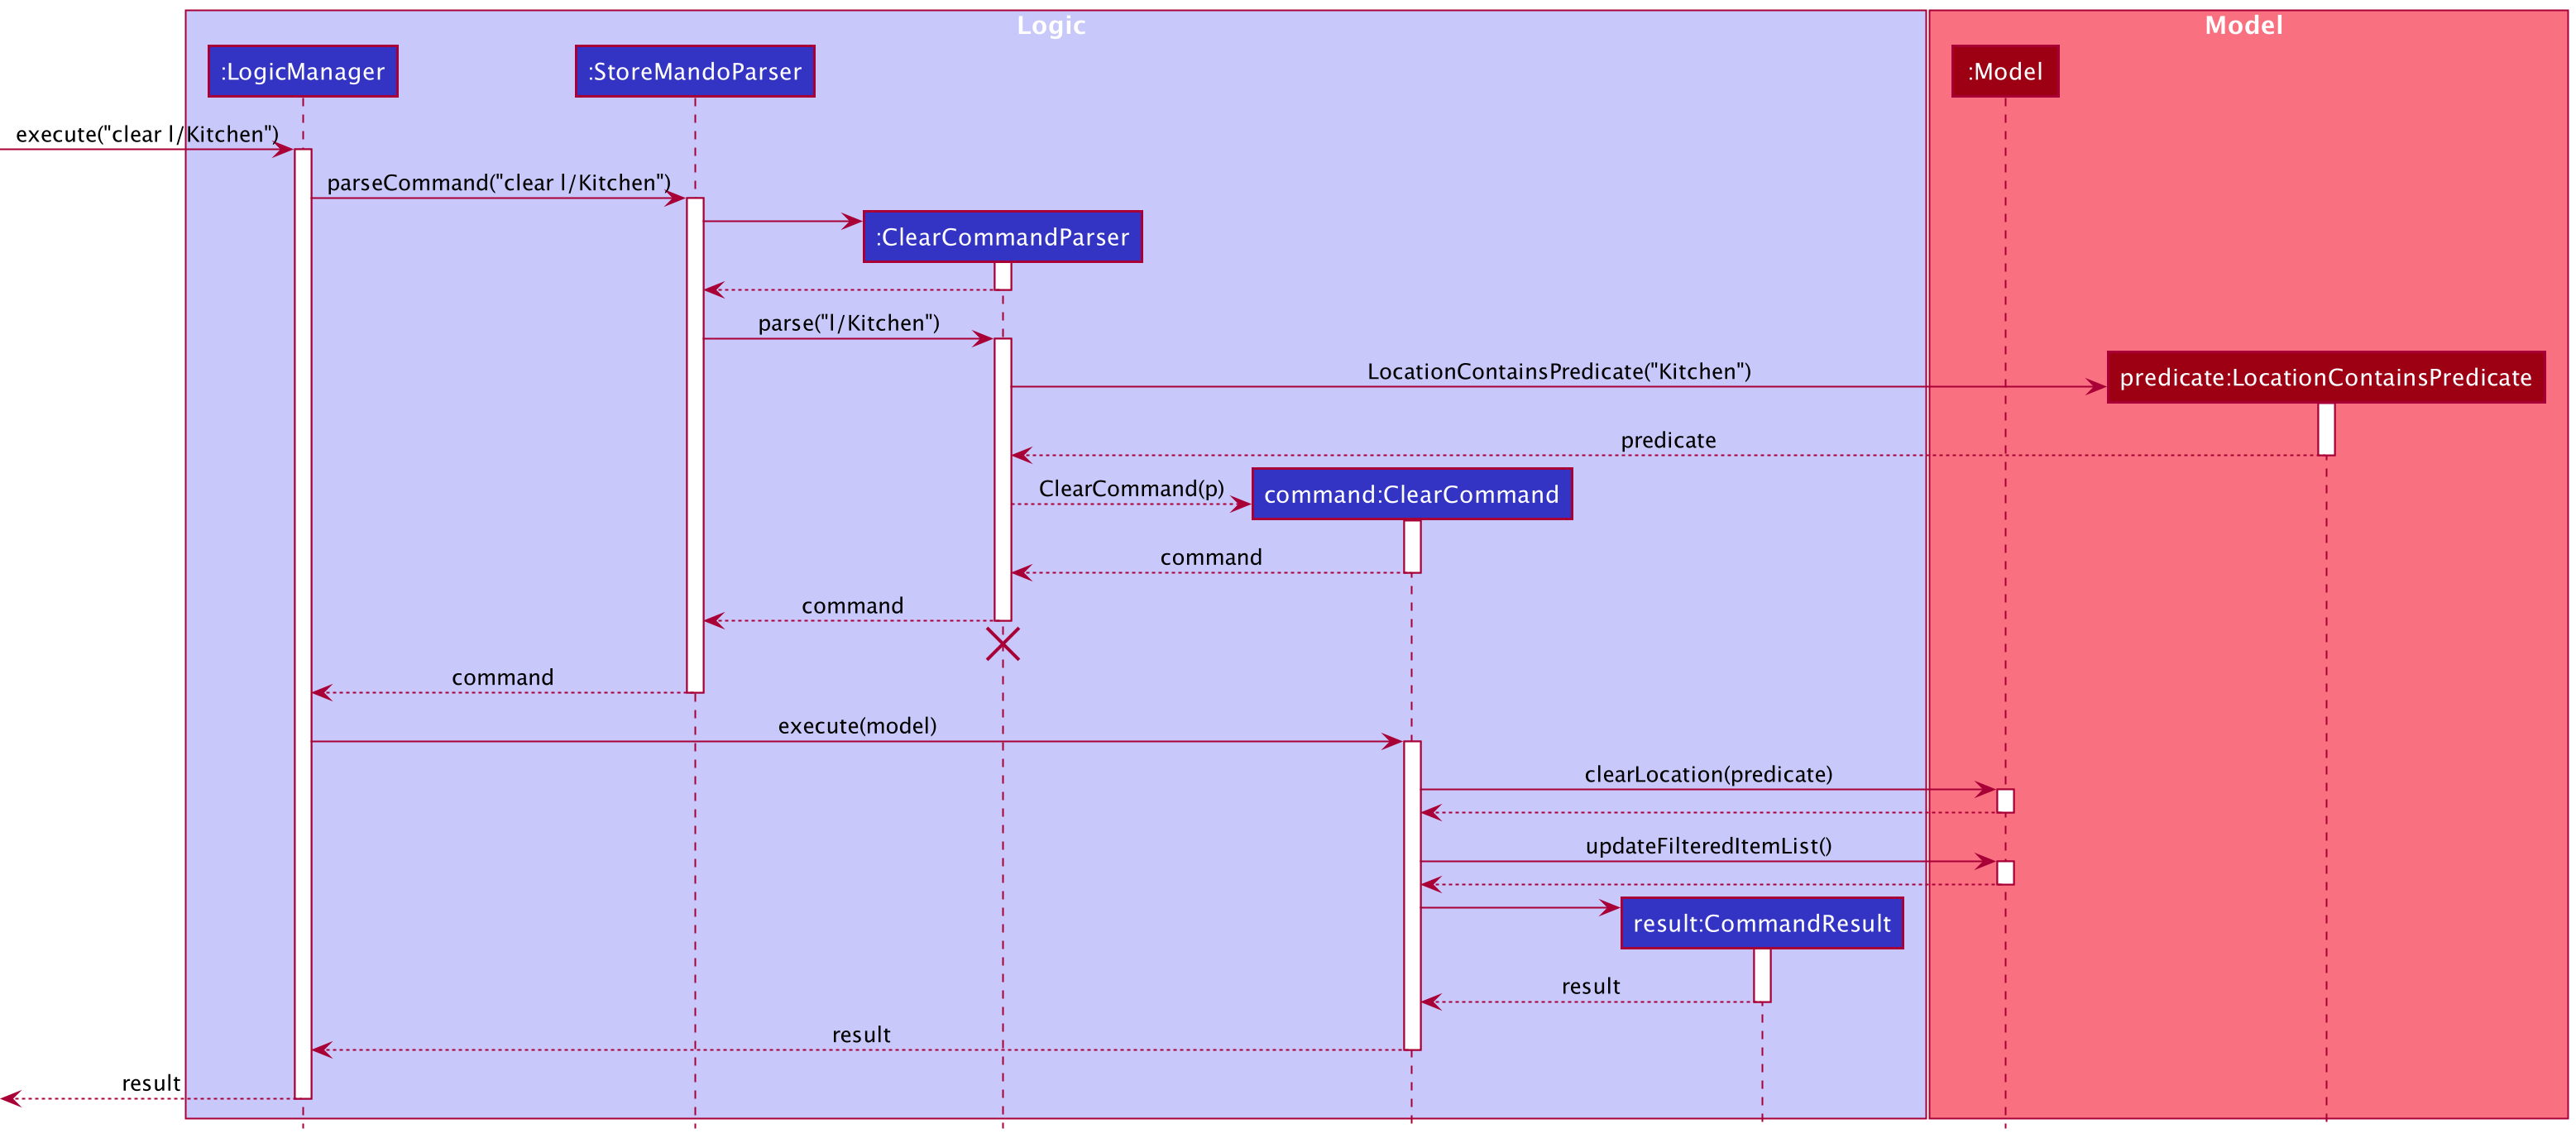 Logic
Model
:LogicManager
:StoreMandoParser
:Model
execute("clear l/Kitchen")
parseCommand("clear l/Kitchen")
:ClearCommandParser
parse("l/Kitchen")
LocationContainsPredicate("Kitchen")
predicate:LocationContainsPredicate
predicate
ClearCommand(p)
command:ClearCommand
command
command
command
execute(model)
clearLocation(predicate)
updateFilteredItemList()
result:CommandResult
result
result
result